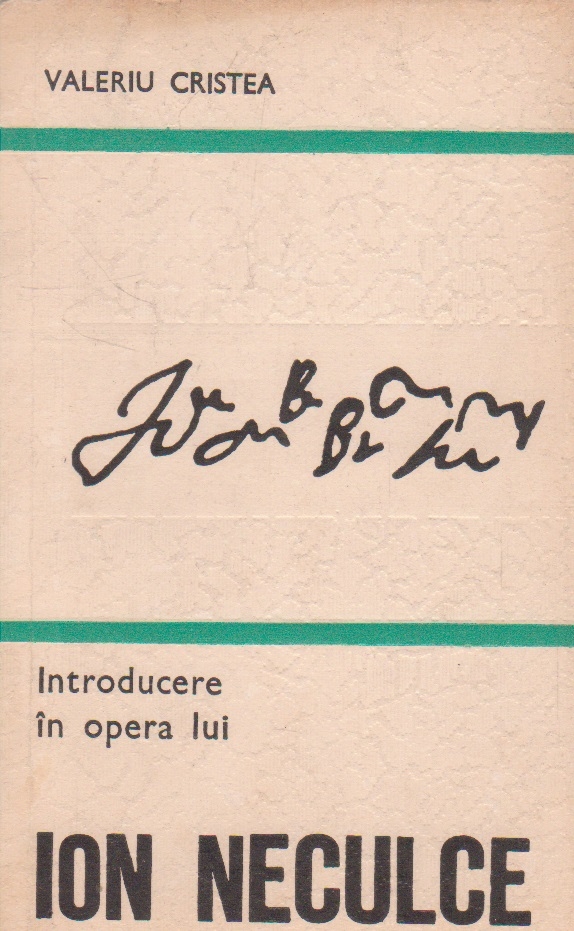 VALERIU CRISTEA
Introducere
în opera lui
ION NECULCE